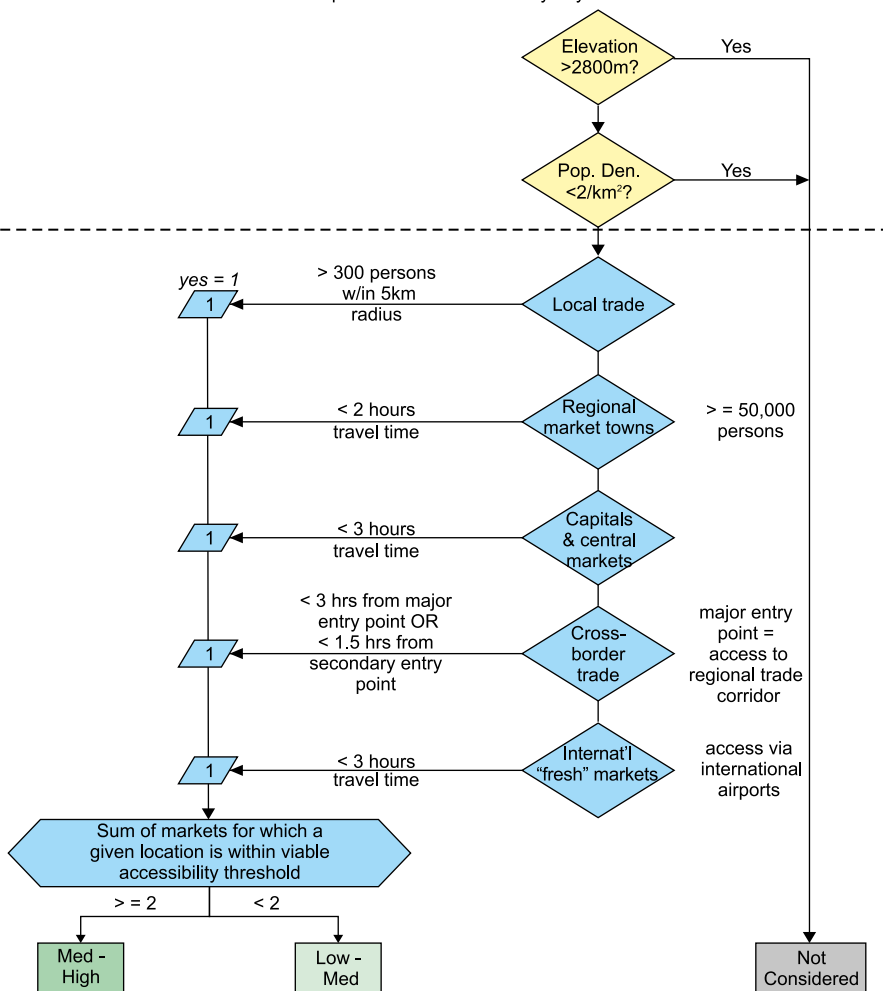 Elevation
>2800m?
Yes
Pop. Den.
<2/km²?
Yes
yes = 1
1
> 300 persons
w/in 5km
radius
Local trade
1
< 2 hours
travel time
Regional
market towns
> = 50,000
persons
1
< 3 hours
travel time
Capitals
& central
markets
1
< 3 hrs from major
entry point OR
< 1.5 hrs from
secondary entry
point
Cross-
border
trade
major entry
point =
access to
regional trade
corridor
1
< 3 hours
travel time
Internat'l
“fresh” markets
access via
international
airports
Sum of markets for which a
given location is within viable
accessibility threshold
> = 2
< 2
Med -
High
Low -
Med
Not
Considered